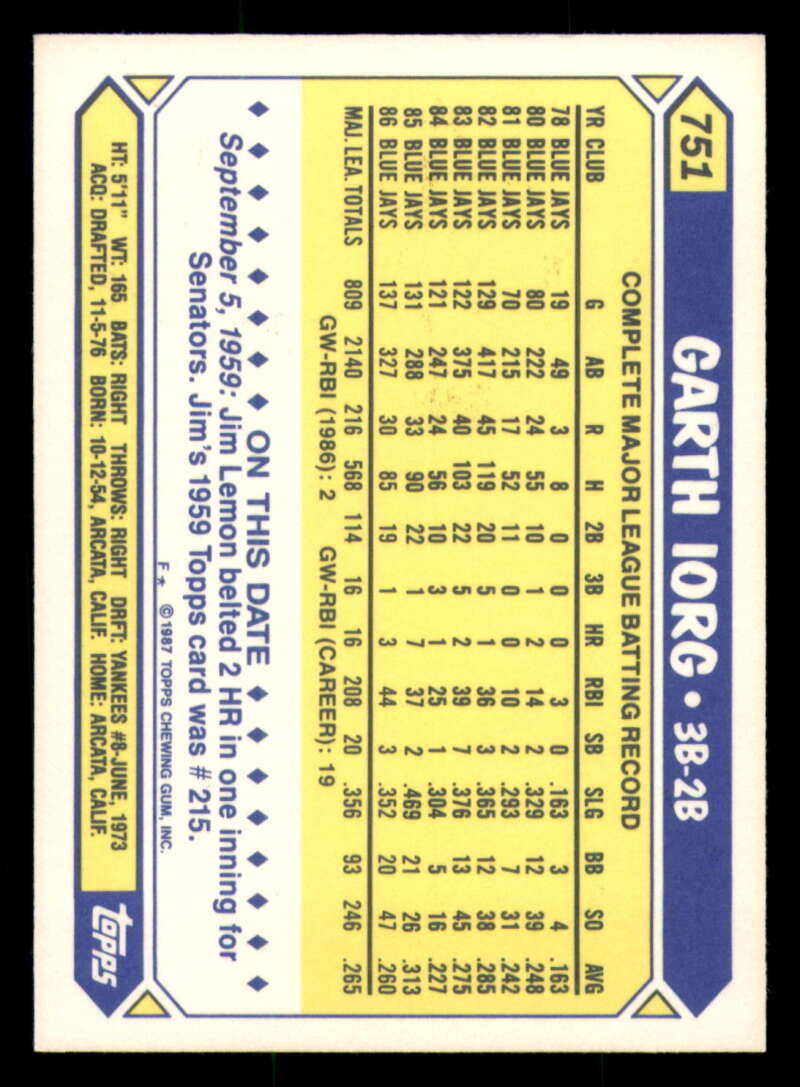 751
GARTH IORG • 3B-2B
COMPLETE MAJOR LEAGUE BATTING RECORD
YR CLUB G AB R H 2B 3B HR RBI SB SLG BB SO AVG
78 BLUE JAYS 19 49 3 8 0 0 0 3 0 .163 3 4 .163
80 BLUE JAYS 80 222 24 55 10 1 2 14 2 .329 12 39 .248
81 BLUE JAYS 70 215 17 52 11 0 0 10 2 .293 7 31 .242
82 BLUE JAYS 129 417 45 119 20 5 1 36 3 .365 12 38 .285
83 BLUE JAYS 122 375 40 103 22 5 2 39 7 .376 13 45 .275
84 BLUE JAYS 121 247 24 56 10 3 1 25 1 .304 5 16 .227
85 BLUE JAYS 131 288 33 90 22 1 7 37 2 .469 21 26 .313
86 BLUE JAYS 137 327 30 85 19 1 3 44 3 .352 20 47 .260
MAJ. LEA. TOTALS 809 2140 216 568 114 16 16 208 20 .356 93 246 .265
GW-RBI (1986): 2 GW-RBI (CAREER): 19
ON THIS DATE
September 5, 1959: Jim Lemon belted 2 HR in one inning for
Senators. Jim's 1959 Topps card was # 215.
F* ©1987 TOPPS CHEWING GUM, INC.
HT: 5'11" WT: 165 BATS: RIGHT THROWS: RIGHT DRFT: YANKEES #8-JUNE, 1973
ACQ: DRAFTED, 11-5-76 BORN: 10-12-54, ARCATA, CALIF. HOME: ARCATA, CALIF.
topps